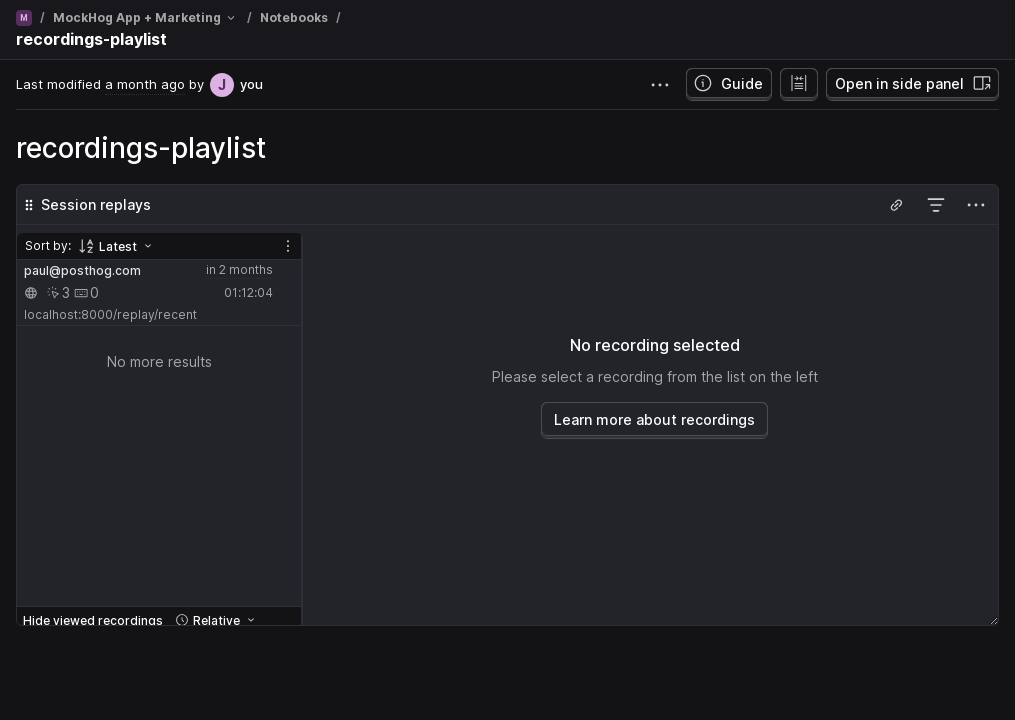 M / MockHog App + Marketing / Notebooks /
recordings-playlist
Last modified a month ago by J you
Guide
Open in side panel
recordings-playlist
Session replays
Sort by: Latest
paul@posthog.com in 2 months
3 0 01:12:04
localhost:8000/replay/recent
No more results
No recording selected
Please select a recording from the list on the left
Learn more about recordings
Hide viewed recordings Relative